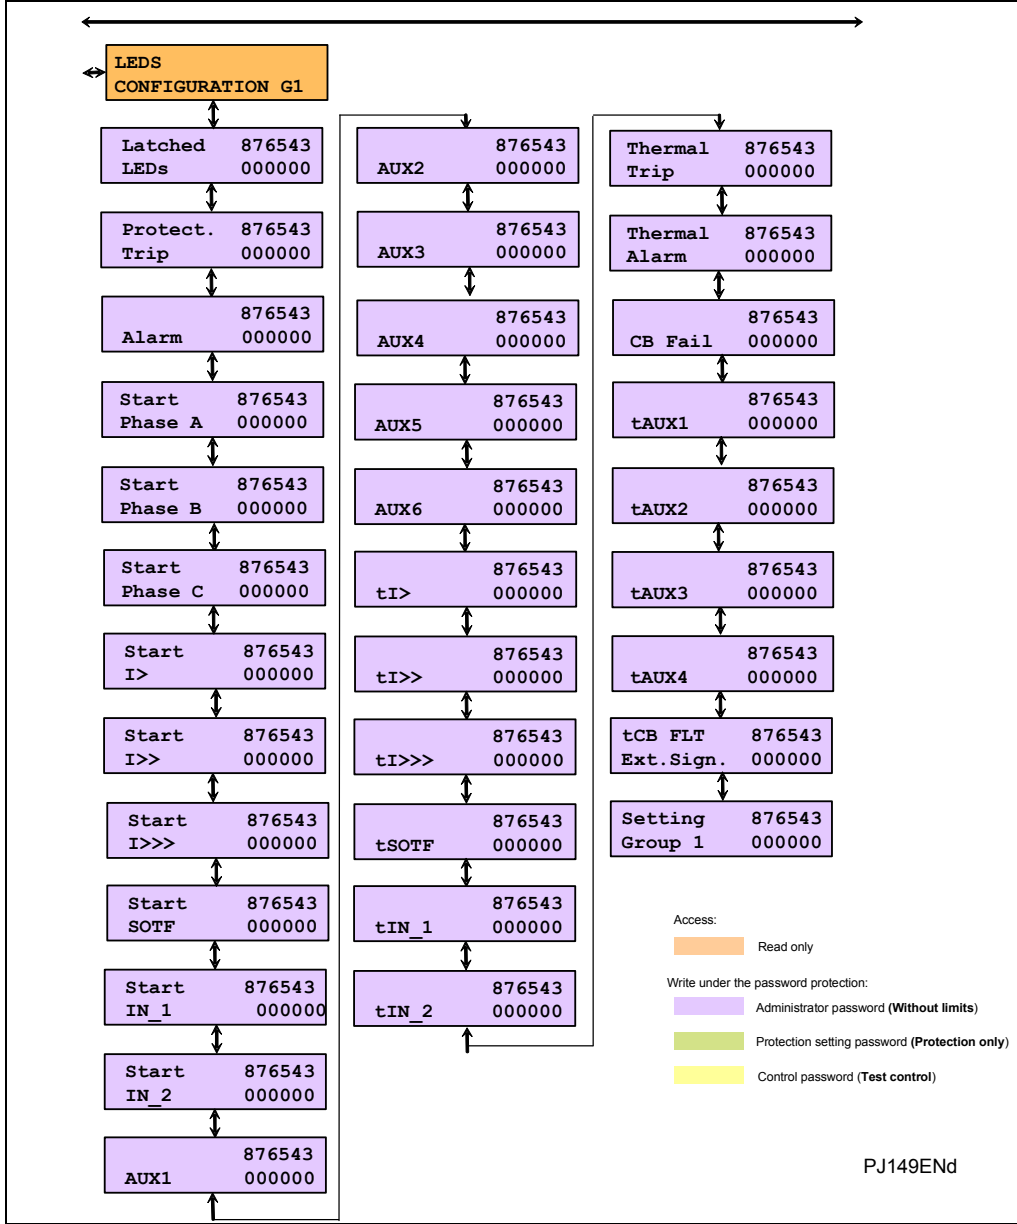 LEDS
CONFIGURATION G1
Latched 876543
LEDs 000000
Protect. 876543
Trip 000000
876543
Alarm 000000
Start 876543
Phase A 000000
Start 876543
Phase B 000000
Start 876543
Phase C 000000
Start 876543
I> 000000
Start 876543
I>> 000000
Start 876543
I>>> 000000
Start 876543
SOTF 000000
Start 876543
IN_1 000000
Start 876543
IN_2 000000
876543
AUX1 000000
876543
AUX2 000000
876543
AUX3 000000
876543
AUX4 000000
876543
AUX5 000000
876543
AUX6 000000
876543
tI> 000000
876543
tI>> 000000
876543
tI>>> 000000
876543
tSOTF 000000
876543
tIN_1 000000
876543
tIN_2 000000
Thermal 876543
Trip 000000
Thermal 876543
Alarm 000000
876543
CB Fail 000000
876543
tAUX1 000000
876543
tAUX2 000000
876543
tAUX3 000000
876543
tAUX4 000000
tCB FLT 876543
Ext.Sign. 000000
Setting 876543
Group 1 000000
Access:
Read only
Write under the password protection:
Administrator password (Without limits)
Protection setting password (Protection only)
Control password (Test control)
PJ149ENd